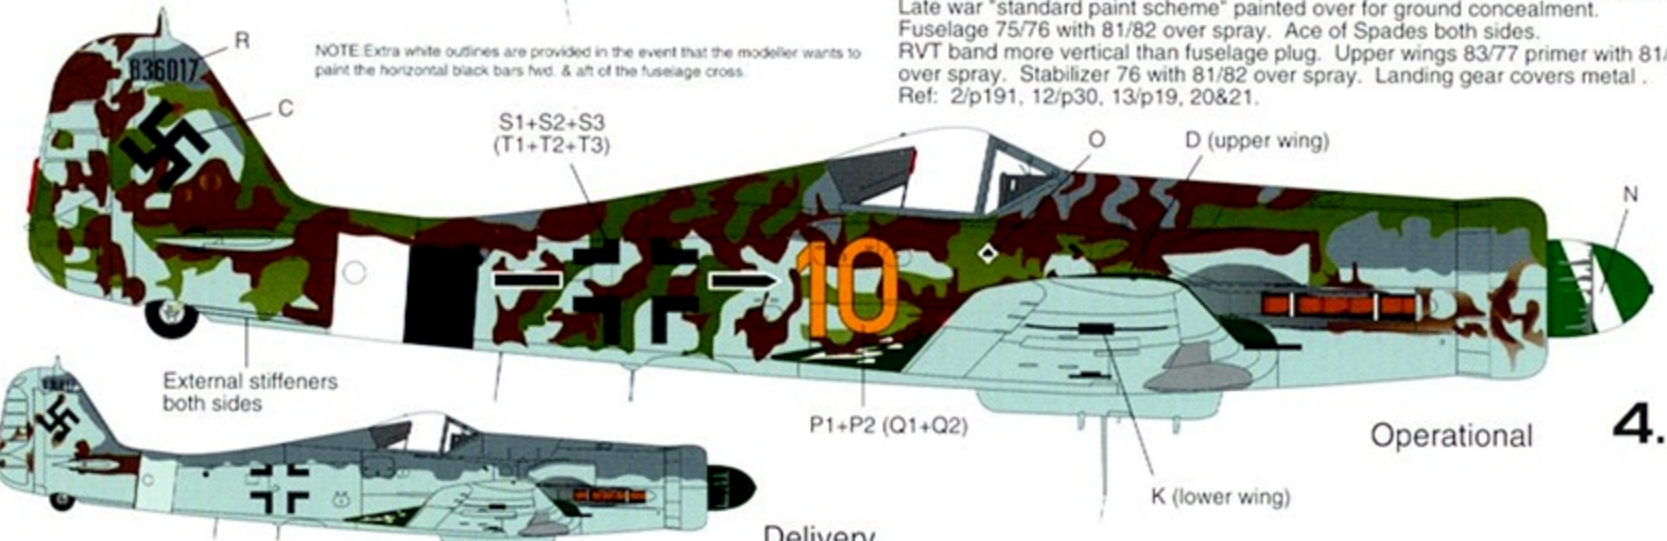 Late war "standard paint scheme" painted over for ground concealment.
Fuselage 75/76 with 81/82 over spray. Ace of Spades both sides.
RVT band more vertical than fuselage plug. Upper wings 83/77 primer with 81/
over spray. Stabilizer 76 with 81/82 over spray. Landing gear covers metal .
Ref: 2/p191, 12/p30, 13/p19, 20&21.
NOTE:Extra white outlines are provided in the event that the modeller wants to
paint the horizontal black bars fwd. & aft of the fuselage cross.
R
836017
C
S1+S2+S3
(T1+T2+T3)
O
D (upper wing)
N
10
External stiffeners
both sides
P1+P2 (Q1+Q2)
Operational
4.
K (lower wing)
Delivery